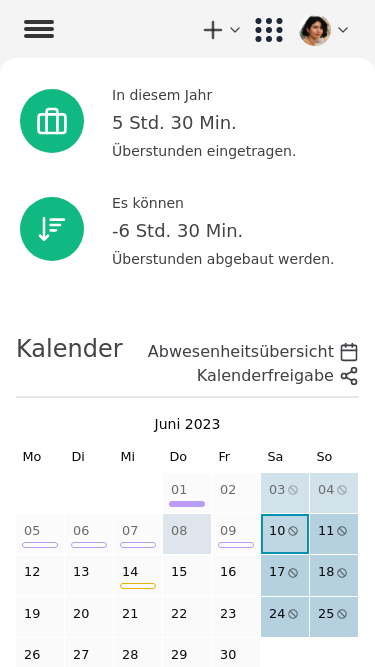 In diesem Jahr
5 Std. 30 Min.
Überstunden eingetragen.
Es können
-6 Std. 30 Min.
Überstunden abgebaut werden.
Kalender
Abwesenheitsübersicht
Kalenderfreigabe
Juni 2023
Mo Di Mi Do Fr Sa So
01 02 03 04
05 06 07 08 09 10 11
12 13 14 15 16 17 18
19 20 21 22 23 24 25
26 27 28 29 30